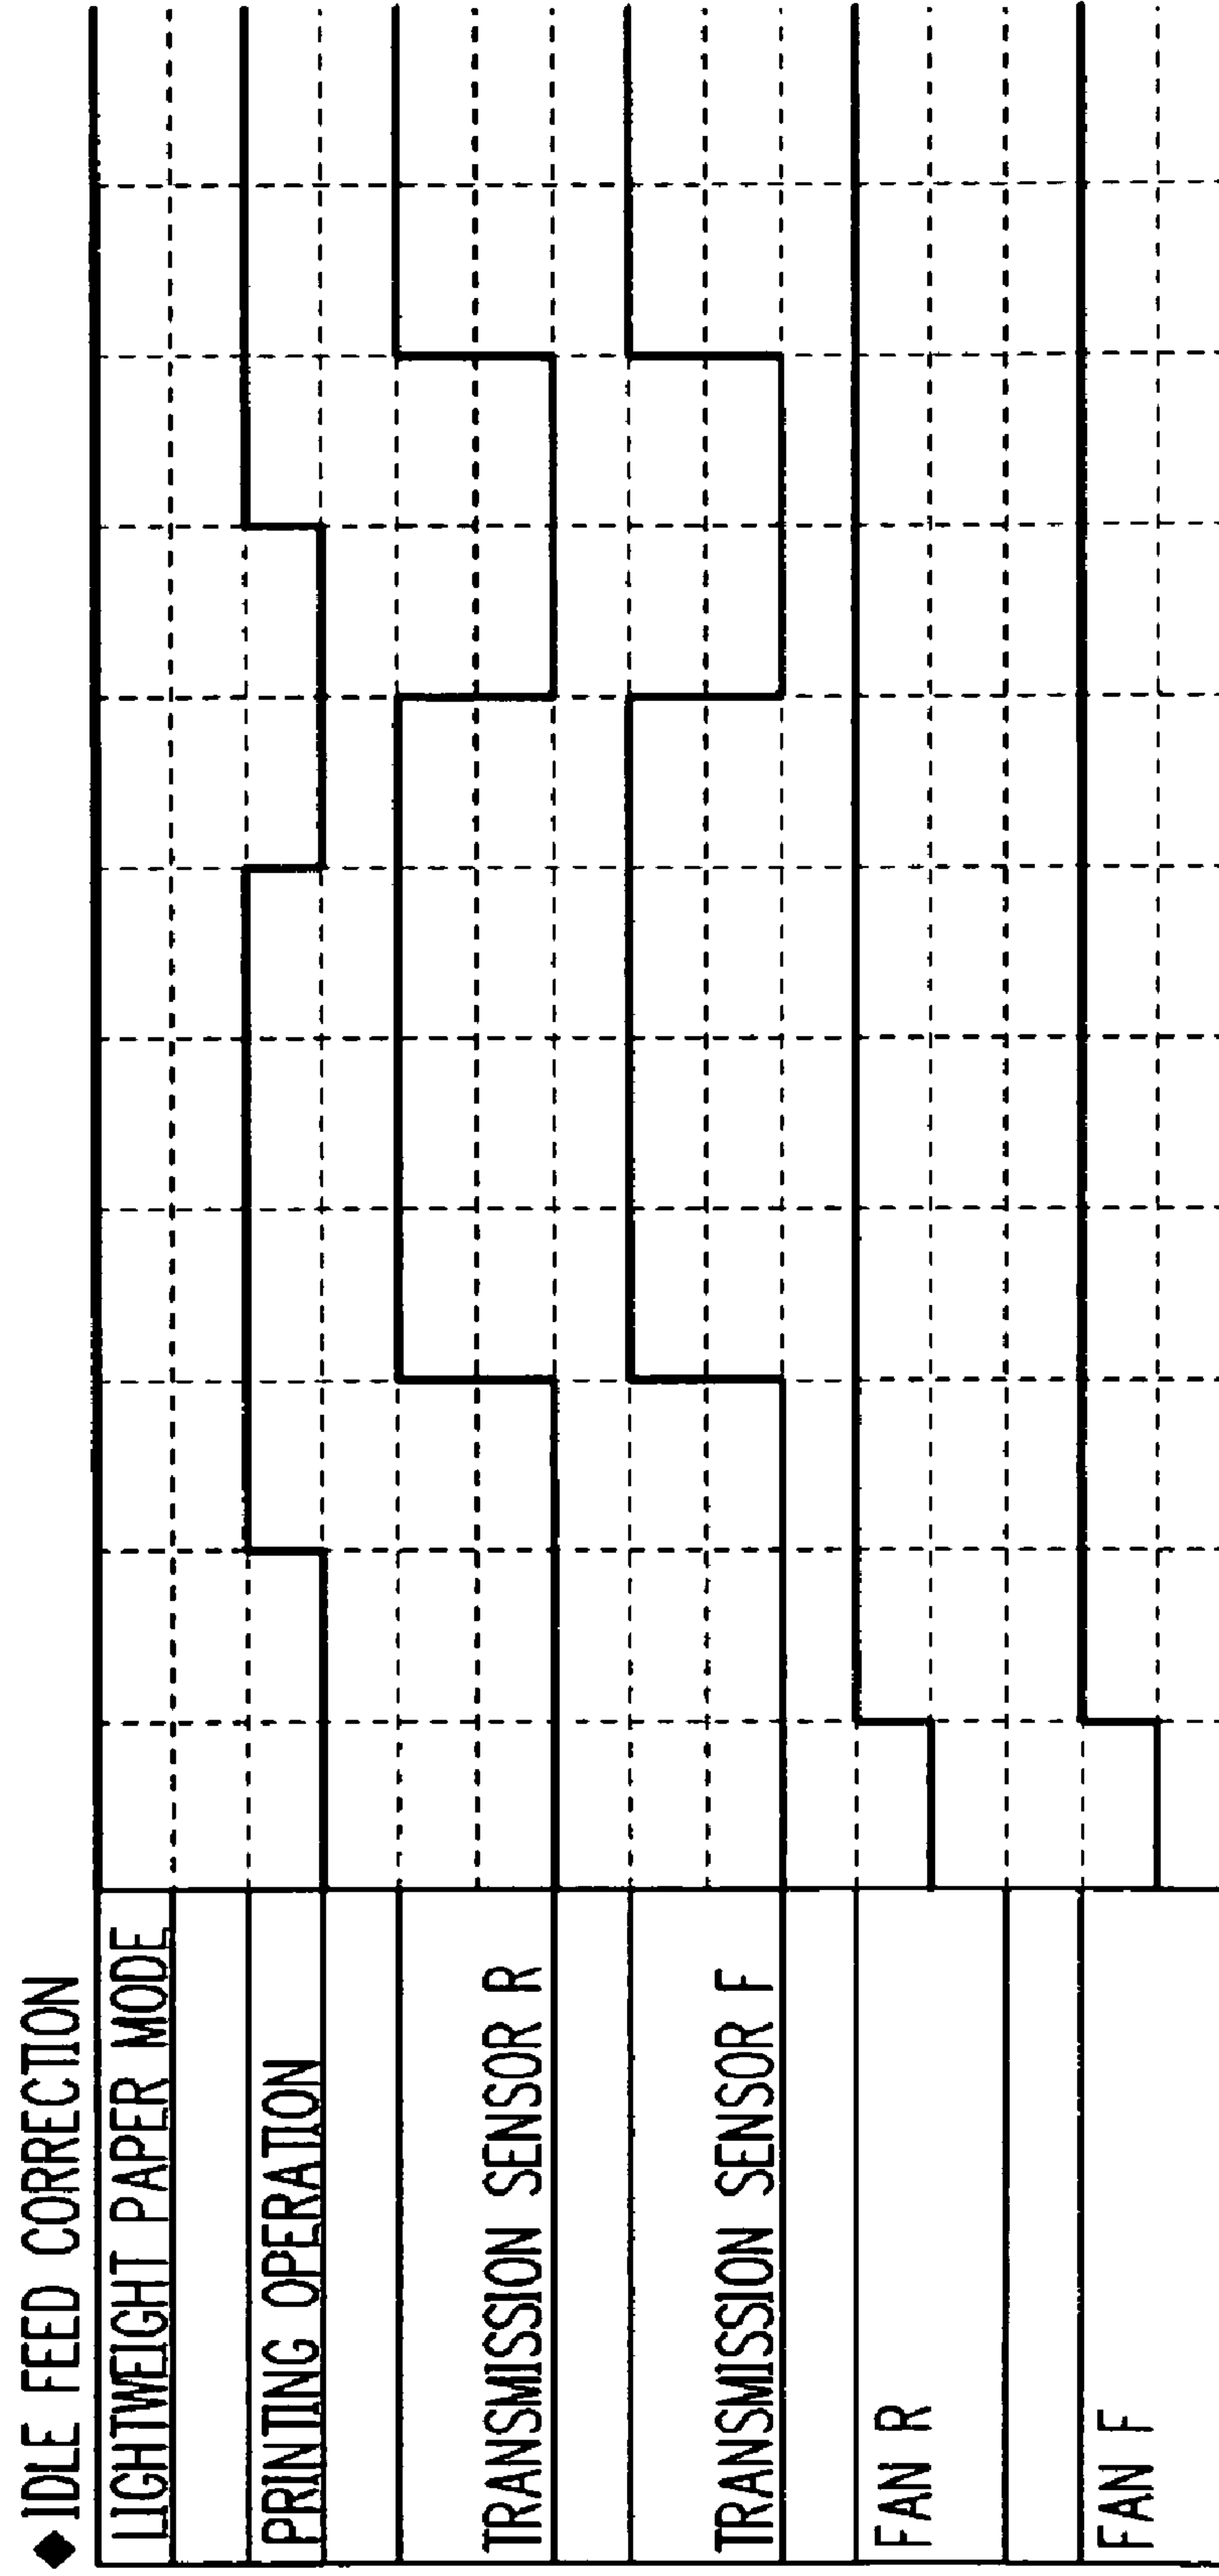 ◆ IDLE FEED CORRECTION
LIGHTWEIGHT PAPER MODE
PRINTING OPERATION
TRANSMISSION SENSOR R
TRANSMISSION SENSOR F
FAN R
FAN F